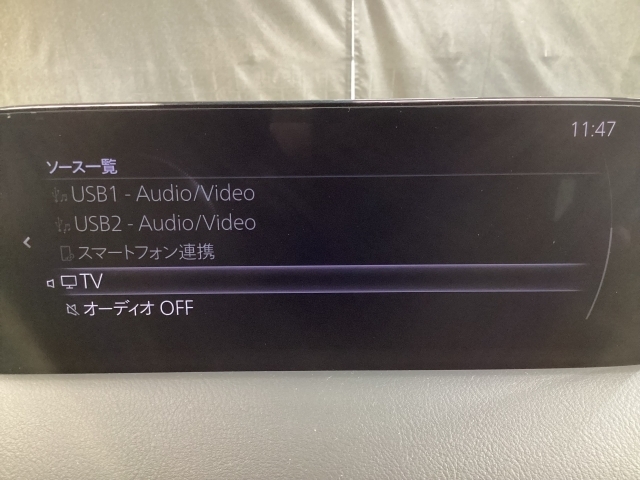 11:47
ソース一覧
USB1 - Audio/Video
USB2 - Audio/Video
スマートフォン連携
TV
オーディオ OFF